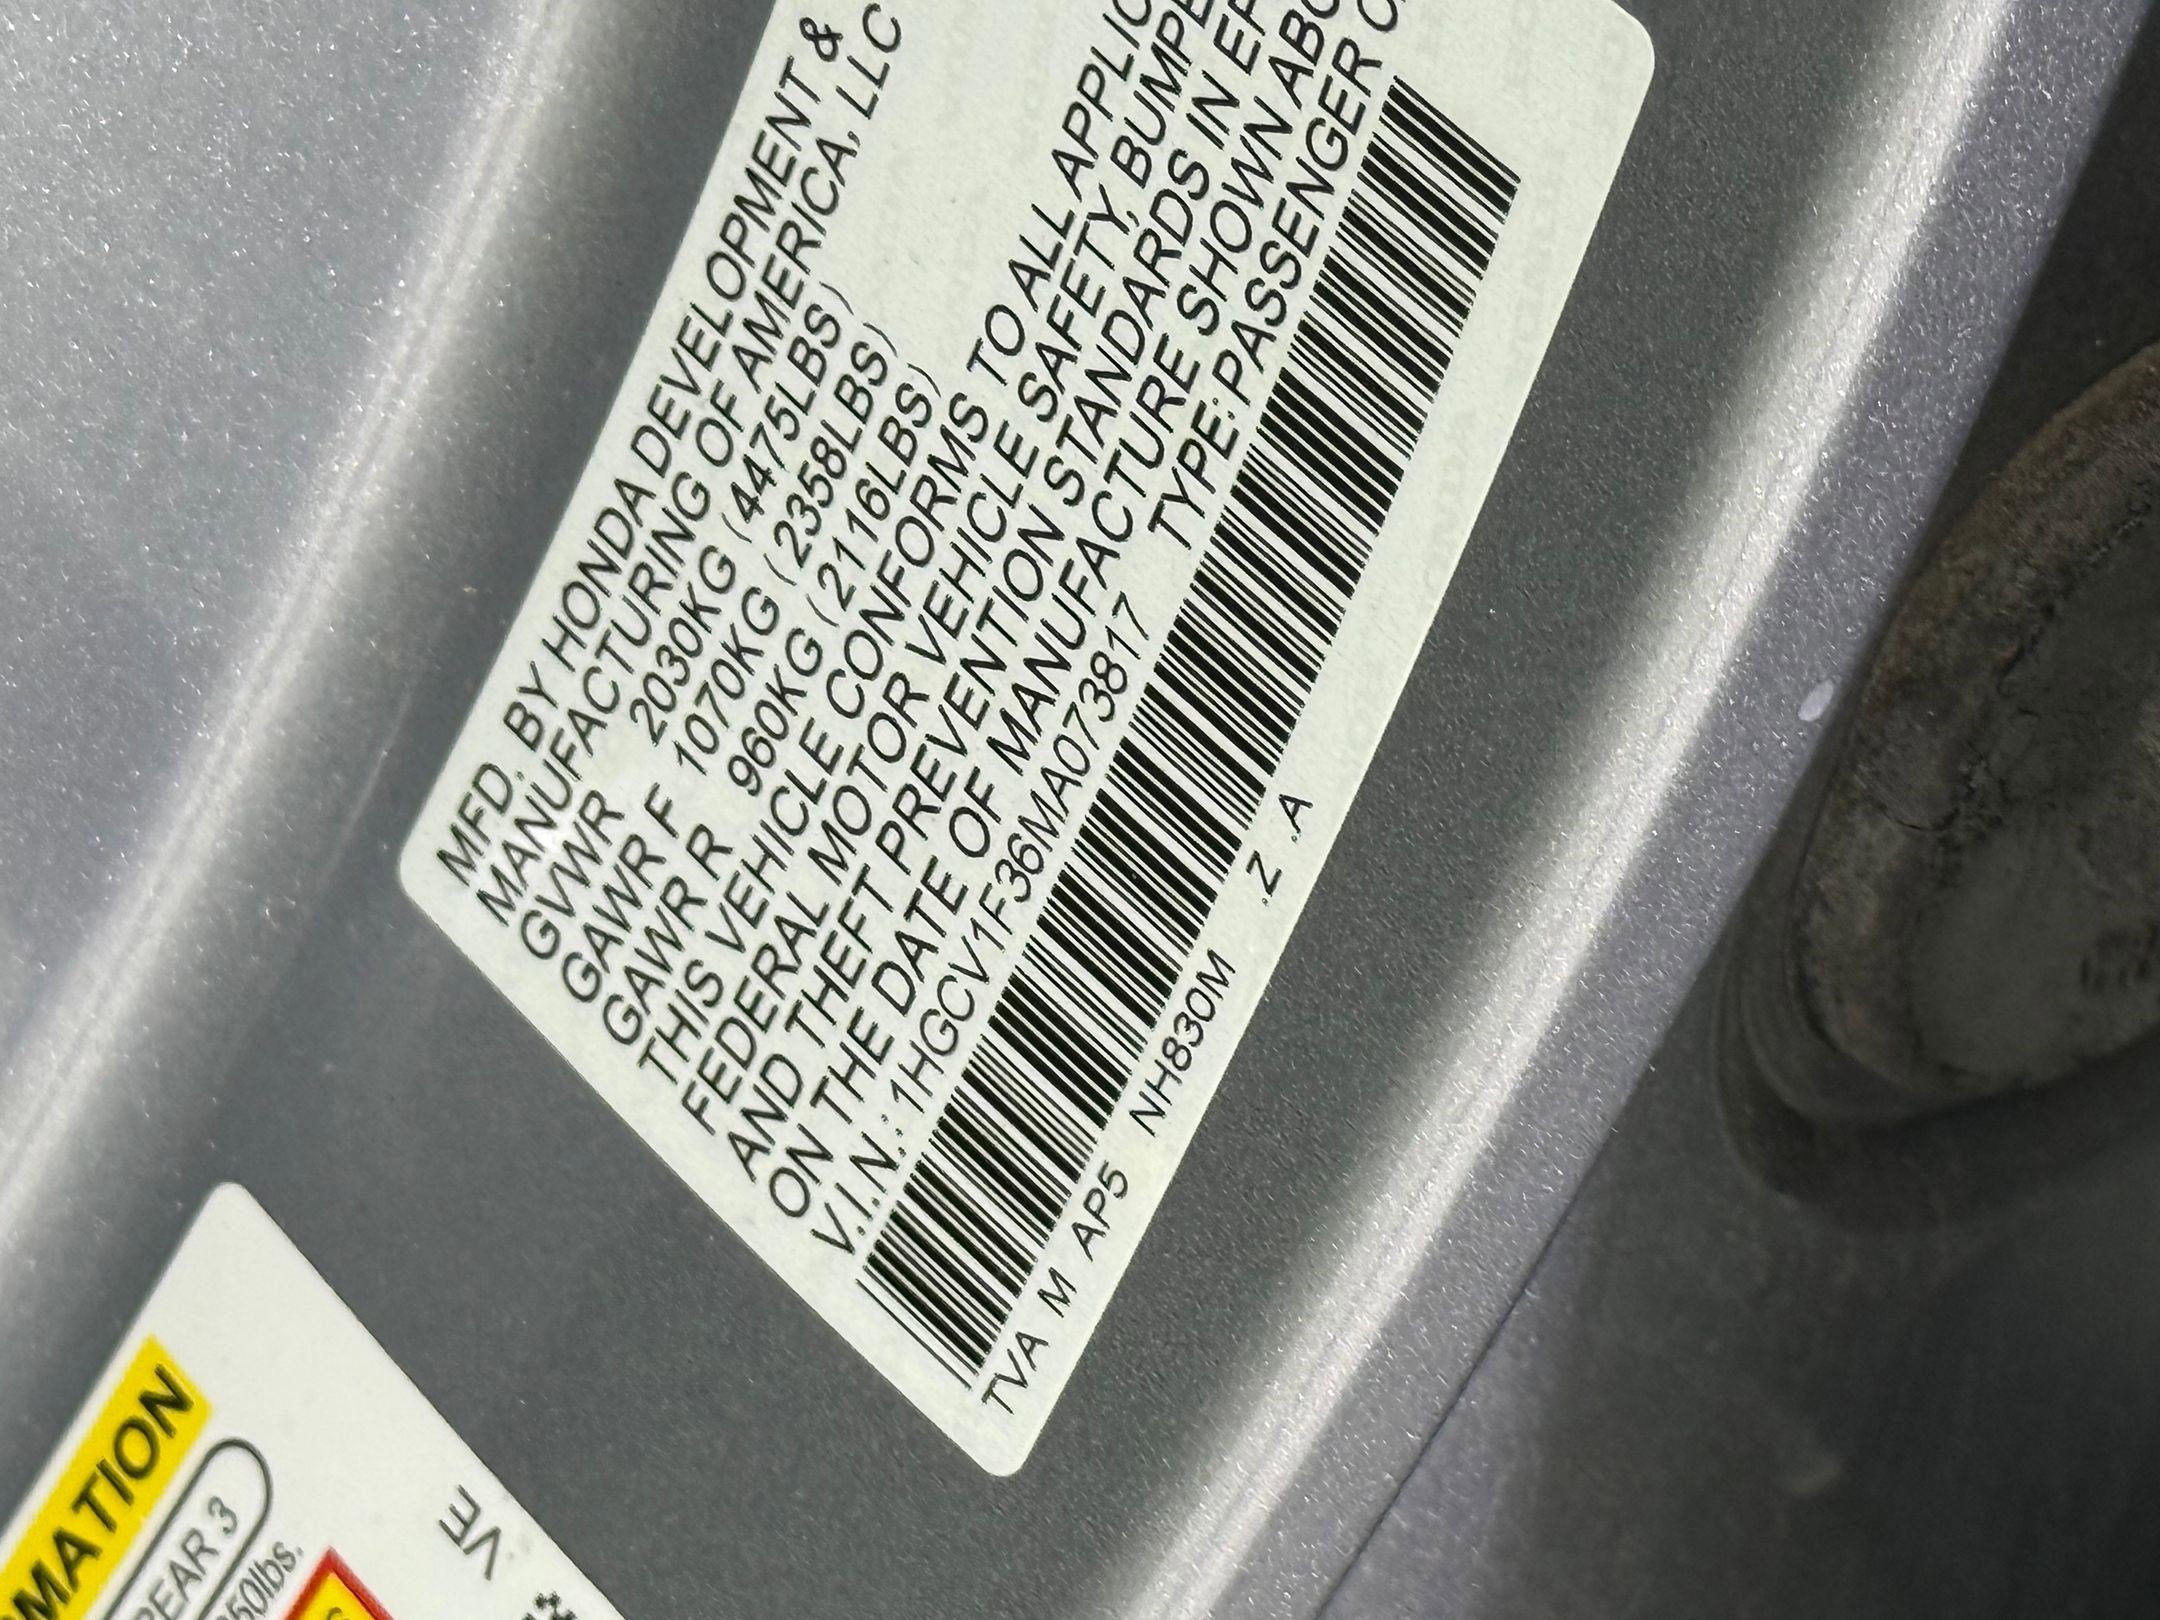 MFD. BY HONDA DEVELOPMENT &
MANUFACTURING OF AMERICA, LLC
GVWR 2030KG (4475LBS)
GAWR F 1070KG (2358LBS)
GAWR R 960KG (2116LBS)
THIS VEHICLE CONFORMS TO ALL APPLIC
FEDERAL MOTOR VEHICLE SAFETY, BUMPE
AND THEFT PREVENTION STANDARDS IN EF
ON THE DATE OF MANUFACTURE SHOWN ABO
V.I.N.: 1HGCV1F36MA073817 TYPE:PASSENGER C
TVA M AP5 NH830M .Z .A
MATION
REAR 3
50lbs.
VE